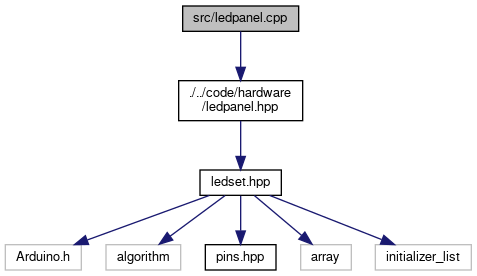 src/ledpanel.cpp
./../code/hardware
/ledpanel.hpp
ledset.hpp
Arduino.h
algorithm
pins.hpp
array
initializer_list